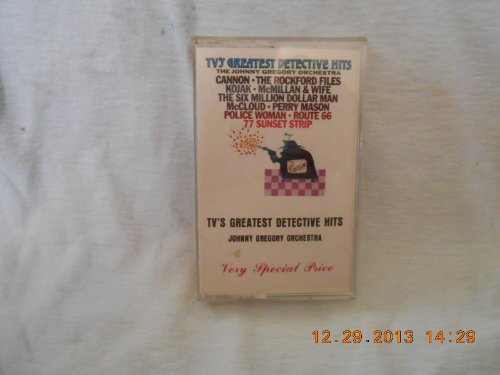 TV'S GREATEST DETECTIVE HITS
THE JOHNNY GREGORY ORCHESTRA
CANNON • THE ROCKFORD FILES
KOJAK • McMILLAN & WIFE
THE SIX MILLION DOLLAR MAN
McCLOUD • PERRY MASON
POLICE WOMAN • ROUTE 66
77 SUNSET STRIP
TV'S GREATEST DETECTIVE HITS
JOHNNY GREGORY ORCHESTRA
Very Special Price
12.29.2013 14:29